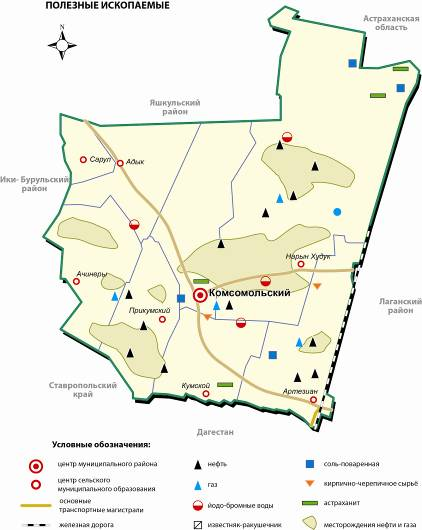 ПОЛЕЗНЫЕ ИСКОПАЕМЫЕ
Астраханская
область
Яшкульский
район
Сарул
Адык
Ики- Бурульский
район
Нарын Худук
Ачинеры
Комсомольский
Прикумский
Лаганский
район
Ставропольский
край
Кумской
Артезиан
Дагестан
Условные обозначения:
центр муниципального района
нефть
соль-поваренная
центр сельского
муниципального образования
газ
кирпично-черепичное сырьё
основные
транспортные магистрали
йодо-бромные воды
астраханит
железная дорога
известняк-ракушечник
месторождения нефти и газа